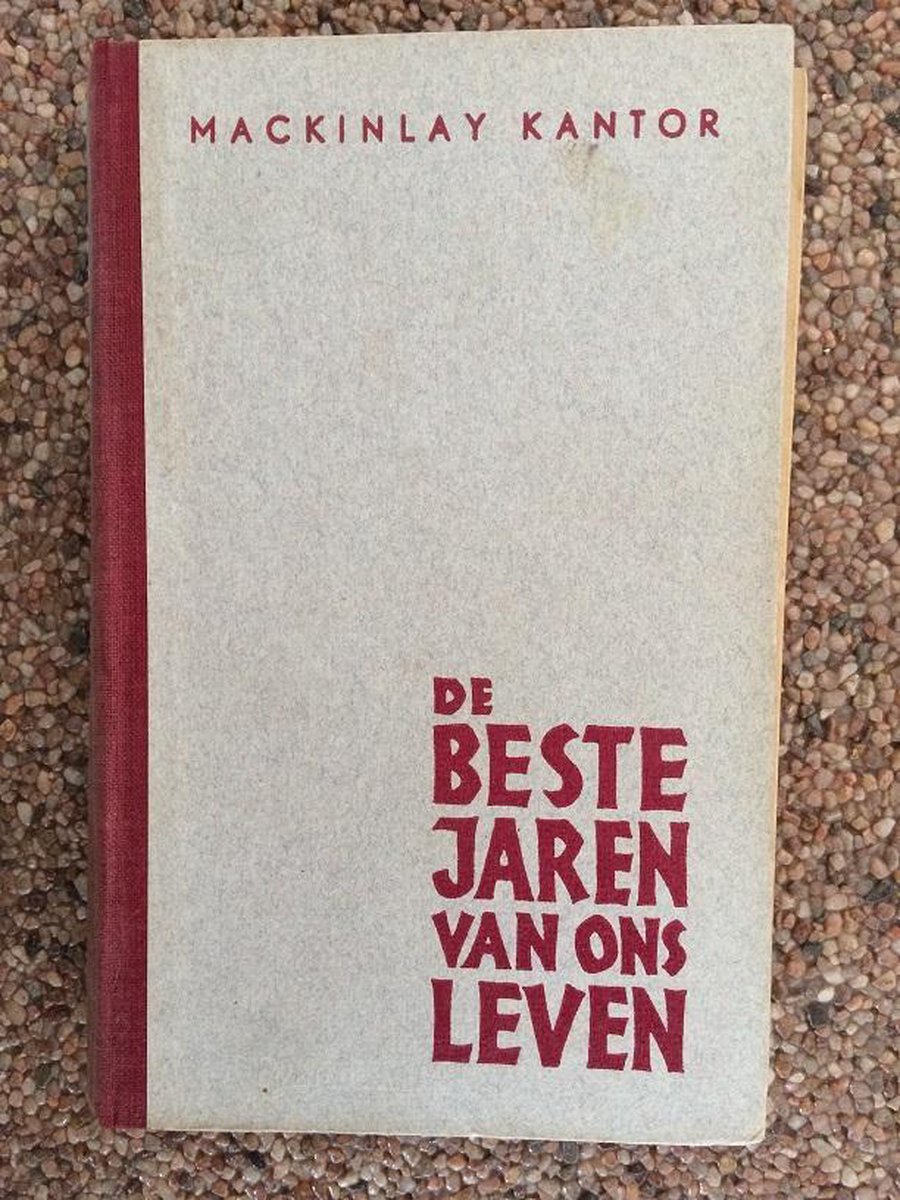 MACKINLAY KANTOR
DE
BESTE
JAREN
VAN ONS
LEVEN